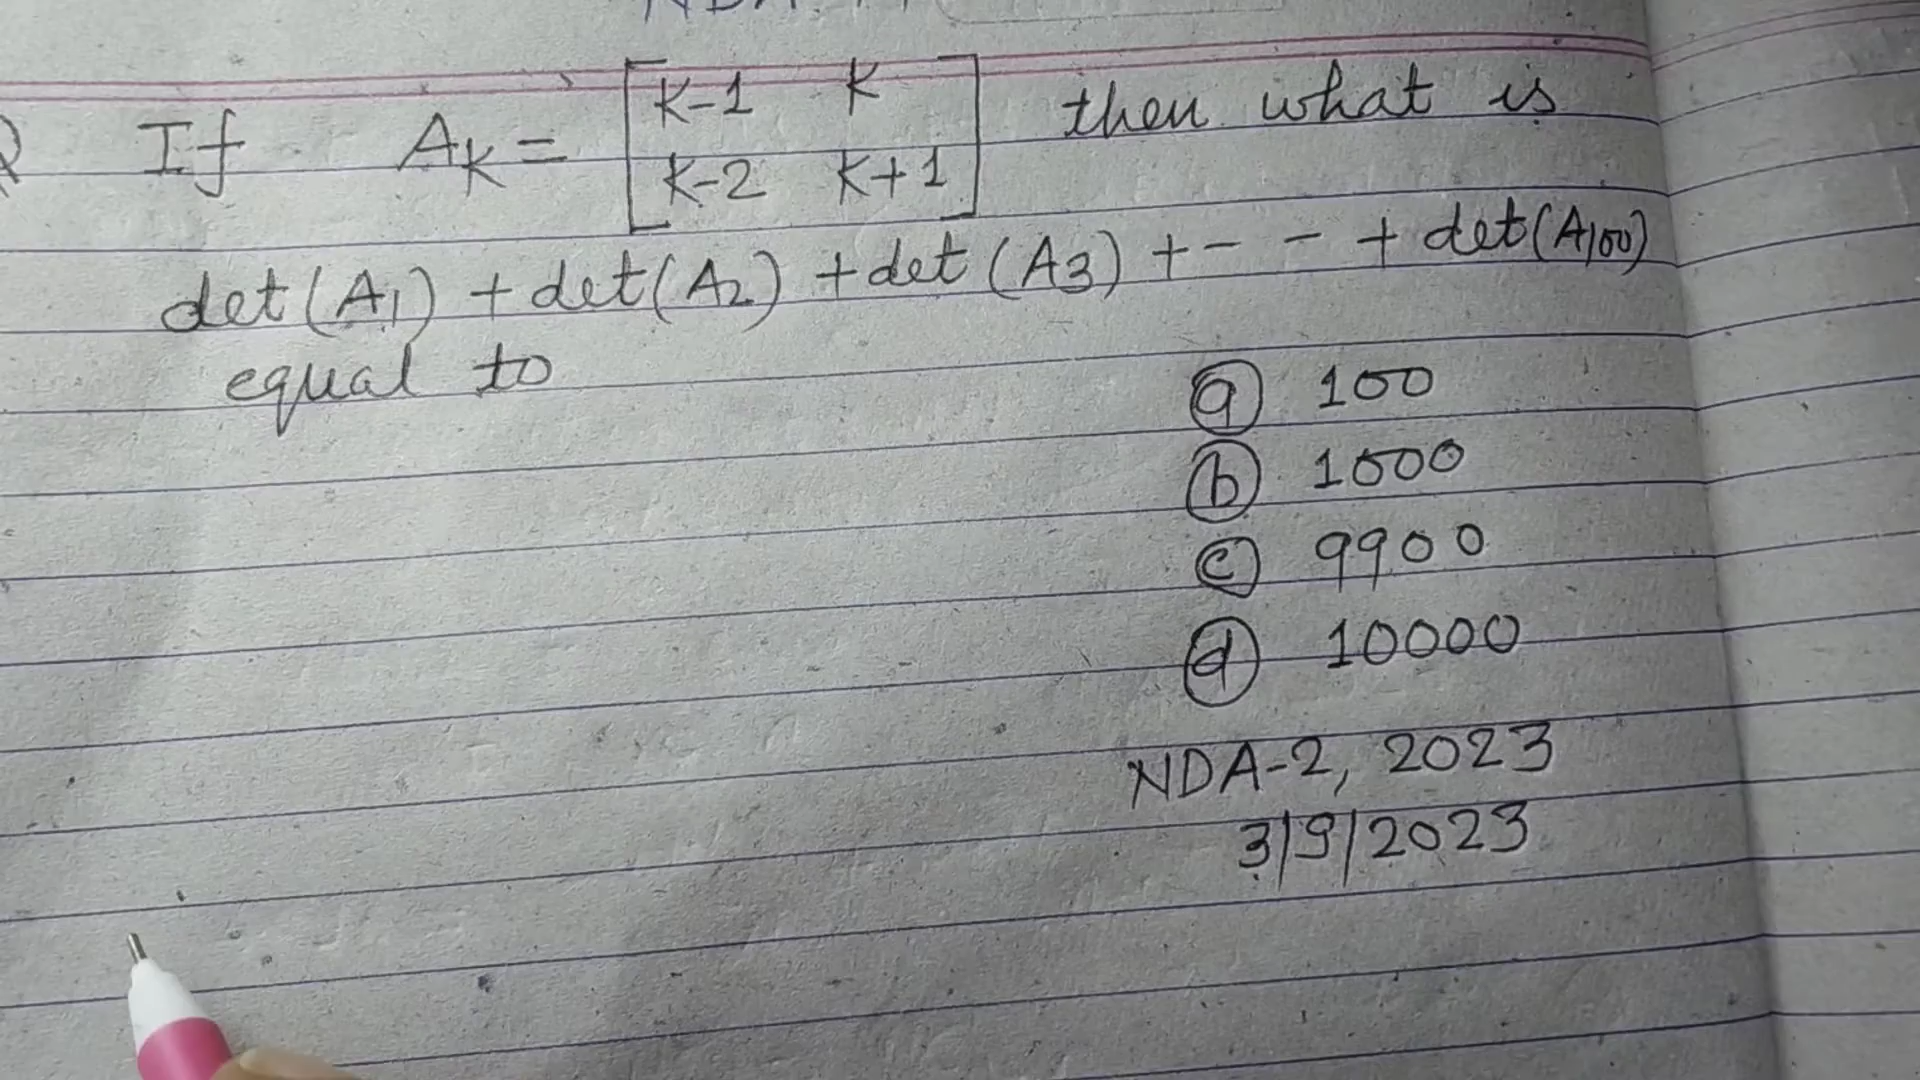 If A_K = [K-1 K
K-2 K+1] then what is
det(A1) + det(A2) + det(A3) + - - + det(A100)
equal to
(a) 100
(b) 1000
(c) 9900
(d) 10000
NDA-2, 2023
3/9/2023